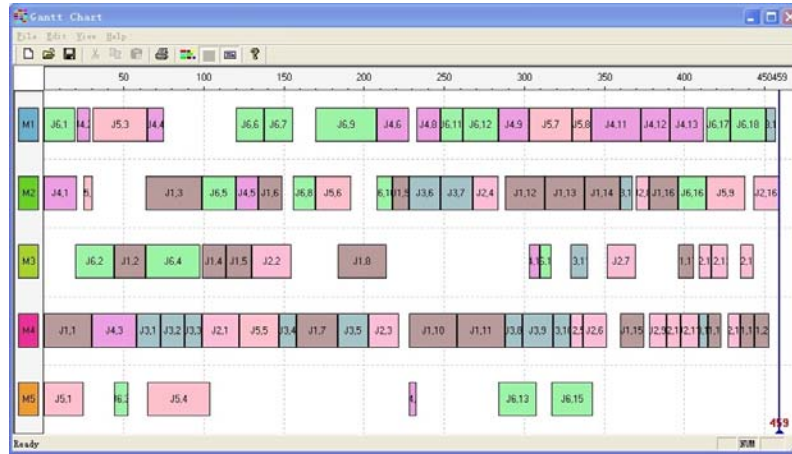 Gantt Chart
File Edit View Help
50 100 150 200 250 300 350 400 450 459
M1 J6,1 J5,3 J4,4 J6,6 J6,7 J6,9 J4,6 J4,8 J6,11 J6,12 J4,9 J5,7 J5,8 J4,11 J4,12 J4,13 J6,17 J6,18
M2 J4,1 J1,3 J6,5 J4,5 J1,6 J6,8 J5,6 J3,6 J3,7 J2,4 J1,12 J1,13 J1,14 J1,16 J6,16 J5,9 J2,16
M3 J6,2 J1,2 J6,4 J1,4 J1,5 J2,2 J1,8 J2,7
M4 J1,1 J4,3 J3,1 J3,2 J3,3 J2,1 J5,5 J3,4 J1,7 J3,5 J2,3 J1,10 J1,11 J3,8 J3,9 J2,6 J1,15
M5 J5,1 J5,4 J6,13 J6,15
459
Ready NUM